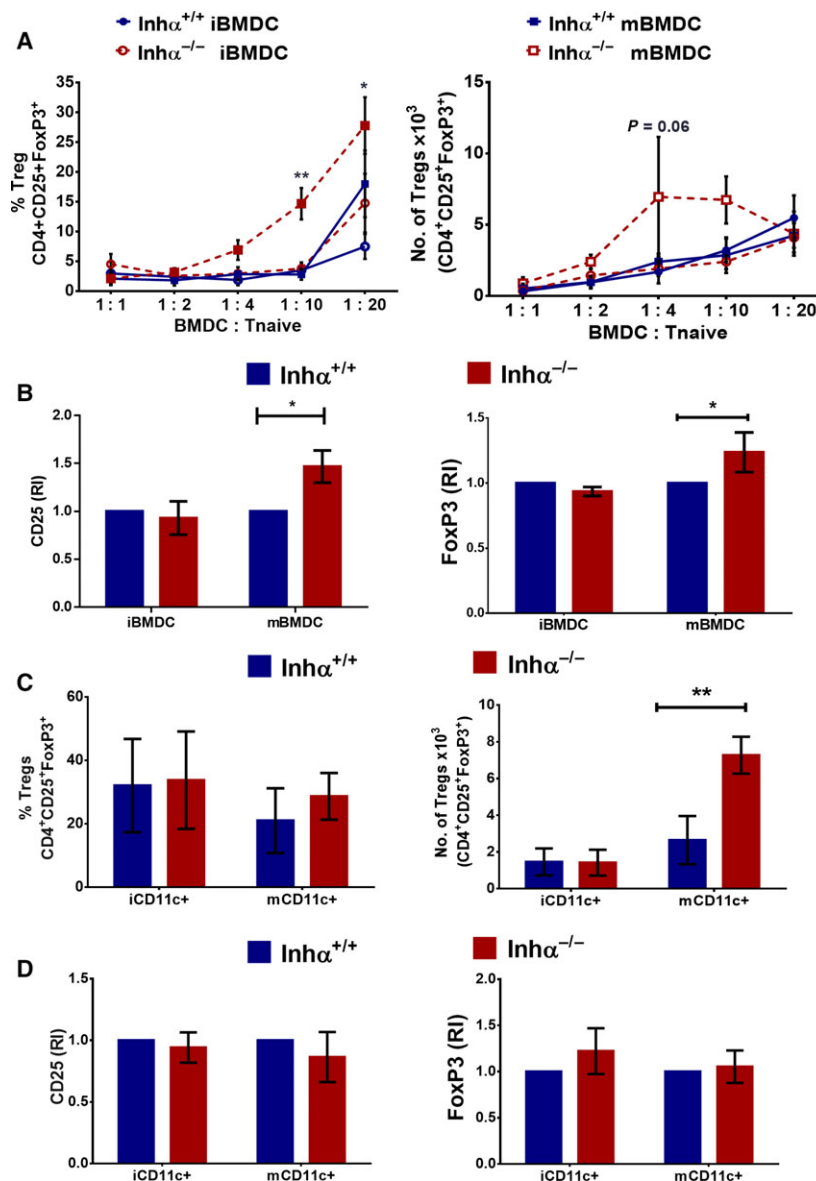 Inhα+/+ iBMDC
Inhα−/− iBMDC
Inhα+/+ mBMDC
Inhα−/− mBMDC
A
% Treg
CD4+CD25+FoxP3+
35
30
25
20
15
10
5
0
**
*
1 : 1 1 : 2 1 : 4 1 : 10 1 : 20
BMDC : Tnaive
No. of Tregs ×10³
(CD4+CD25+FoxP3+)
10
5
0
P = 0.06
1 : 1 1 : 2 1 : 4 1 : 10 1 : 20
BMDC : Tnaive
Inhα+/+
Inhα−/−
B
CD25 (RI)
2.0
1.5
1.0
0.5
0.0
*
iBMDC mBMDC
FoxP3 (RI)
1.5
1.0
0.5
0.0
*
iBMDC mBMDC
Inhα+/+
Inhα−/−
C
% Tregs
CD4+CD25+FoxP3+
60
40
20
0
iCD11c+ mCD11c+
No. of Tregs x10³
(CD4+CD25+FoxP3+)
10
8
6
4
2
0
**
iCD11c+ mCD11c+
Inhα+/+
Inhα−/−
D
CD25 (RI)
1.5
1.0
0.5
0.0
iCD11c+ mCD11c+
FoxP3 (RI)
2.0
1.5
1.0
0.5
0.0
iCD11c+ mCD11c+